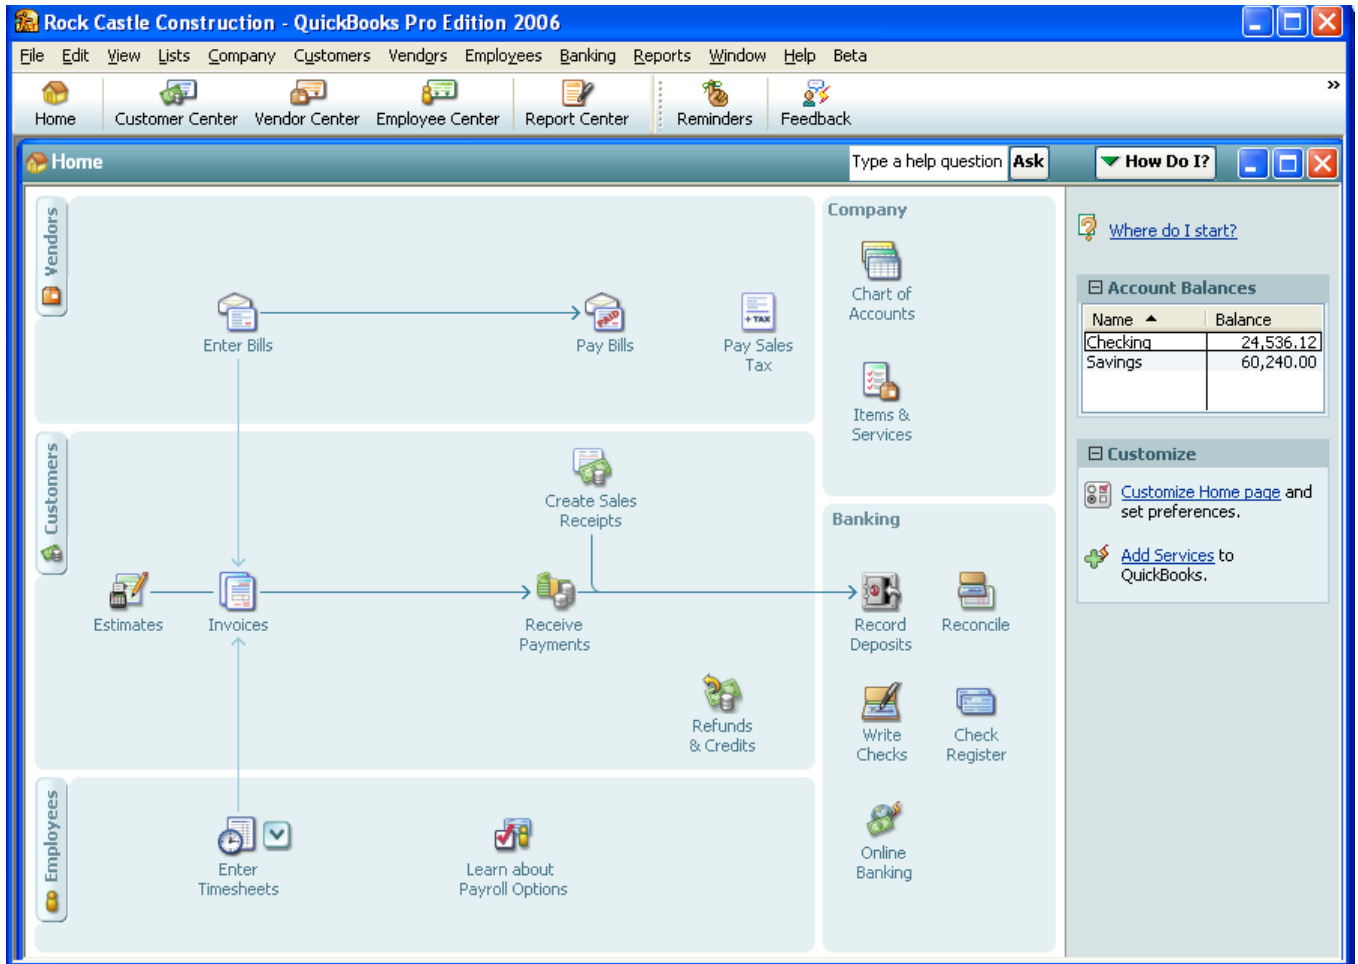 Rock Castle Construction - QuickBooks Pro Edition 2006
File Edit View Lists Company Customers Vendors Employees Banking Reports Window Help Beta
Home Customer Center Vendor Center Employee Center Report Center Reminders Feedback
Home Type a help question Ask How Do I?
Vendors
Enter Bills
Pay Bills
+ TAX
Pay Sales
Tax
Customers
Create Sales
Receipts
Estimates
Invoices
Receive
Payments
Refunds
& Credits
Employees
Enter
Timesheets
Learn about
Payroll Options
Company
Chart of
Accounts
Items &
Services
Banking
Record
Deposits
Reconcile
Write
Checks
Check
Register
Online
Banking
Where do I start?
Account Balances
Name Balance
Checking 24,536.12
Savings 60,240.00
Customize
Customize Home page and
set preferences.
Add Services to
QuickBooks.